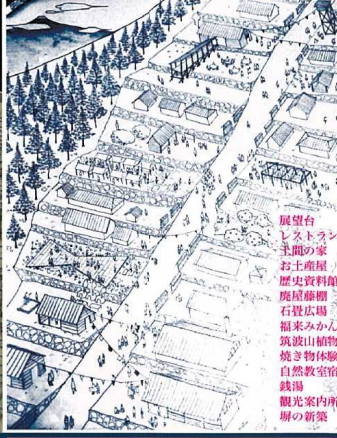 展望台
レストラン
土間の家
お土産屋
歴史資料館
廃屋藤棚
石畳広場
福来みかん
筑波山植物
焼き物体験
自然教室宿
銭湯
観光案内所
塀の新築